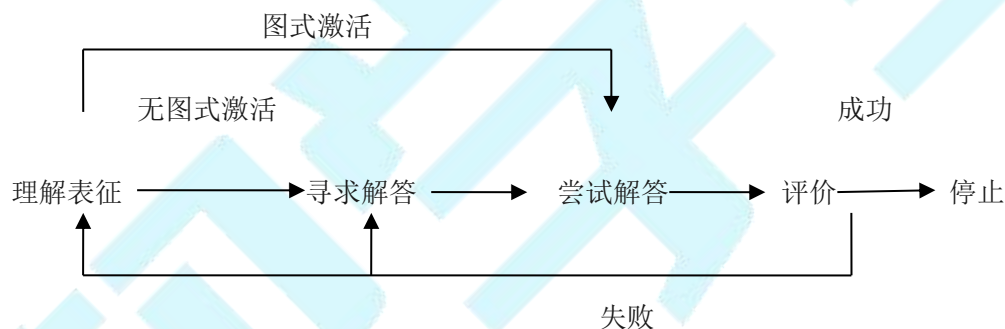 图式激活
无图式激活
成功
理解表征
寻求解答
尝试解答
评价
停止
失败